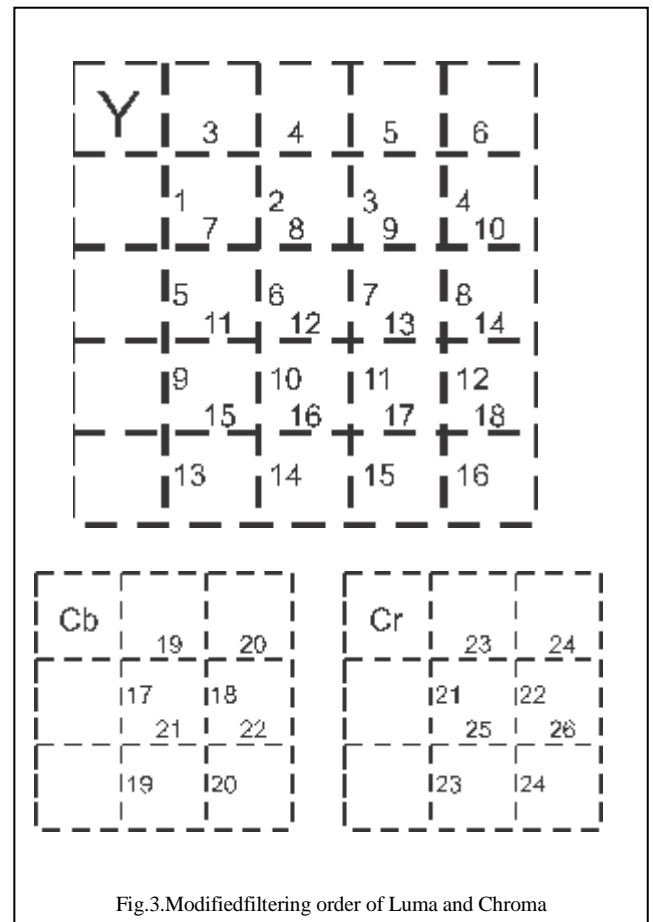 Y
3 4 5 6
1 2 3 4
7 8 9 10
5 6 7 8
11 12 13 14
9 10 11 12
15 16 17 18
13 14 15 16
Cb
19 20
17 18
21 22
19 20
Cr
23 24
21 22
25 26
23 24
Fig.3.Modifiedfiltering order of Luma and Chroma